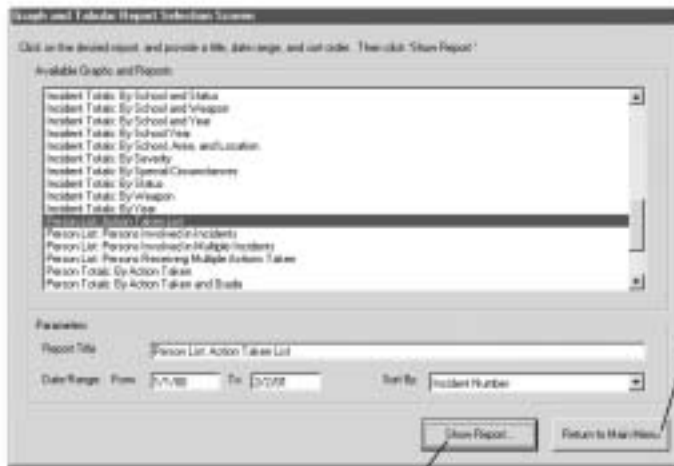 Graph and Tabular Report Selection Screen
Click on the desired report, and provide a title, date range, and sort order. Then click 'Show Report.'
Available Graphs and Reports
Incident Totals: By School and Status
Incident Totals: By School and Weapon
Incident Totals: By School and Year
Incident Totals: By School Year
Incident Totals: By School, Area, and Location
Incident Totals: By Severity
Incident Totals: By Special Circumstances
Incident Totals: By Status
Incident Totals: By Weapon
Incident Totals: By Year
Person List: Action Taken List
Person List: Persons Involved in Incidents
Person List: Persons Involved in Multiple Incidents
Person List: Persons Receiving Multiple Actions Taken
Person Totals: By Action Taken
Person Totals: By Action Taken and
Parameters
Report Title Person List: Action Taken List
Date Range: From To Sort By: Incident Number
Show Report... Return to Main Menu